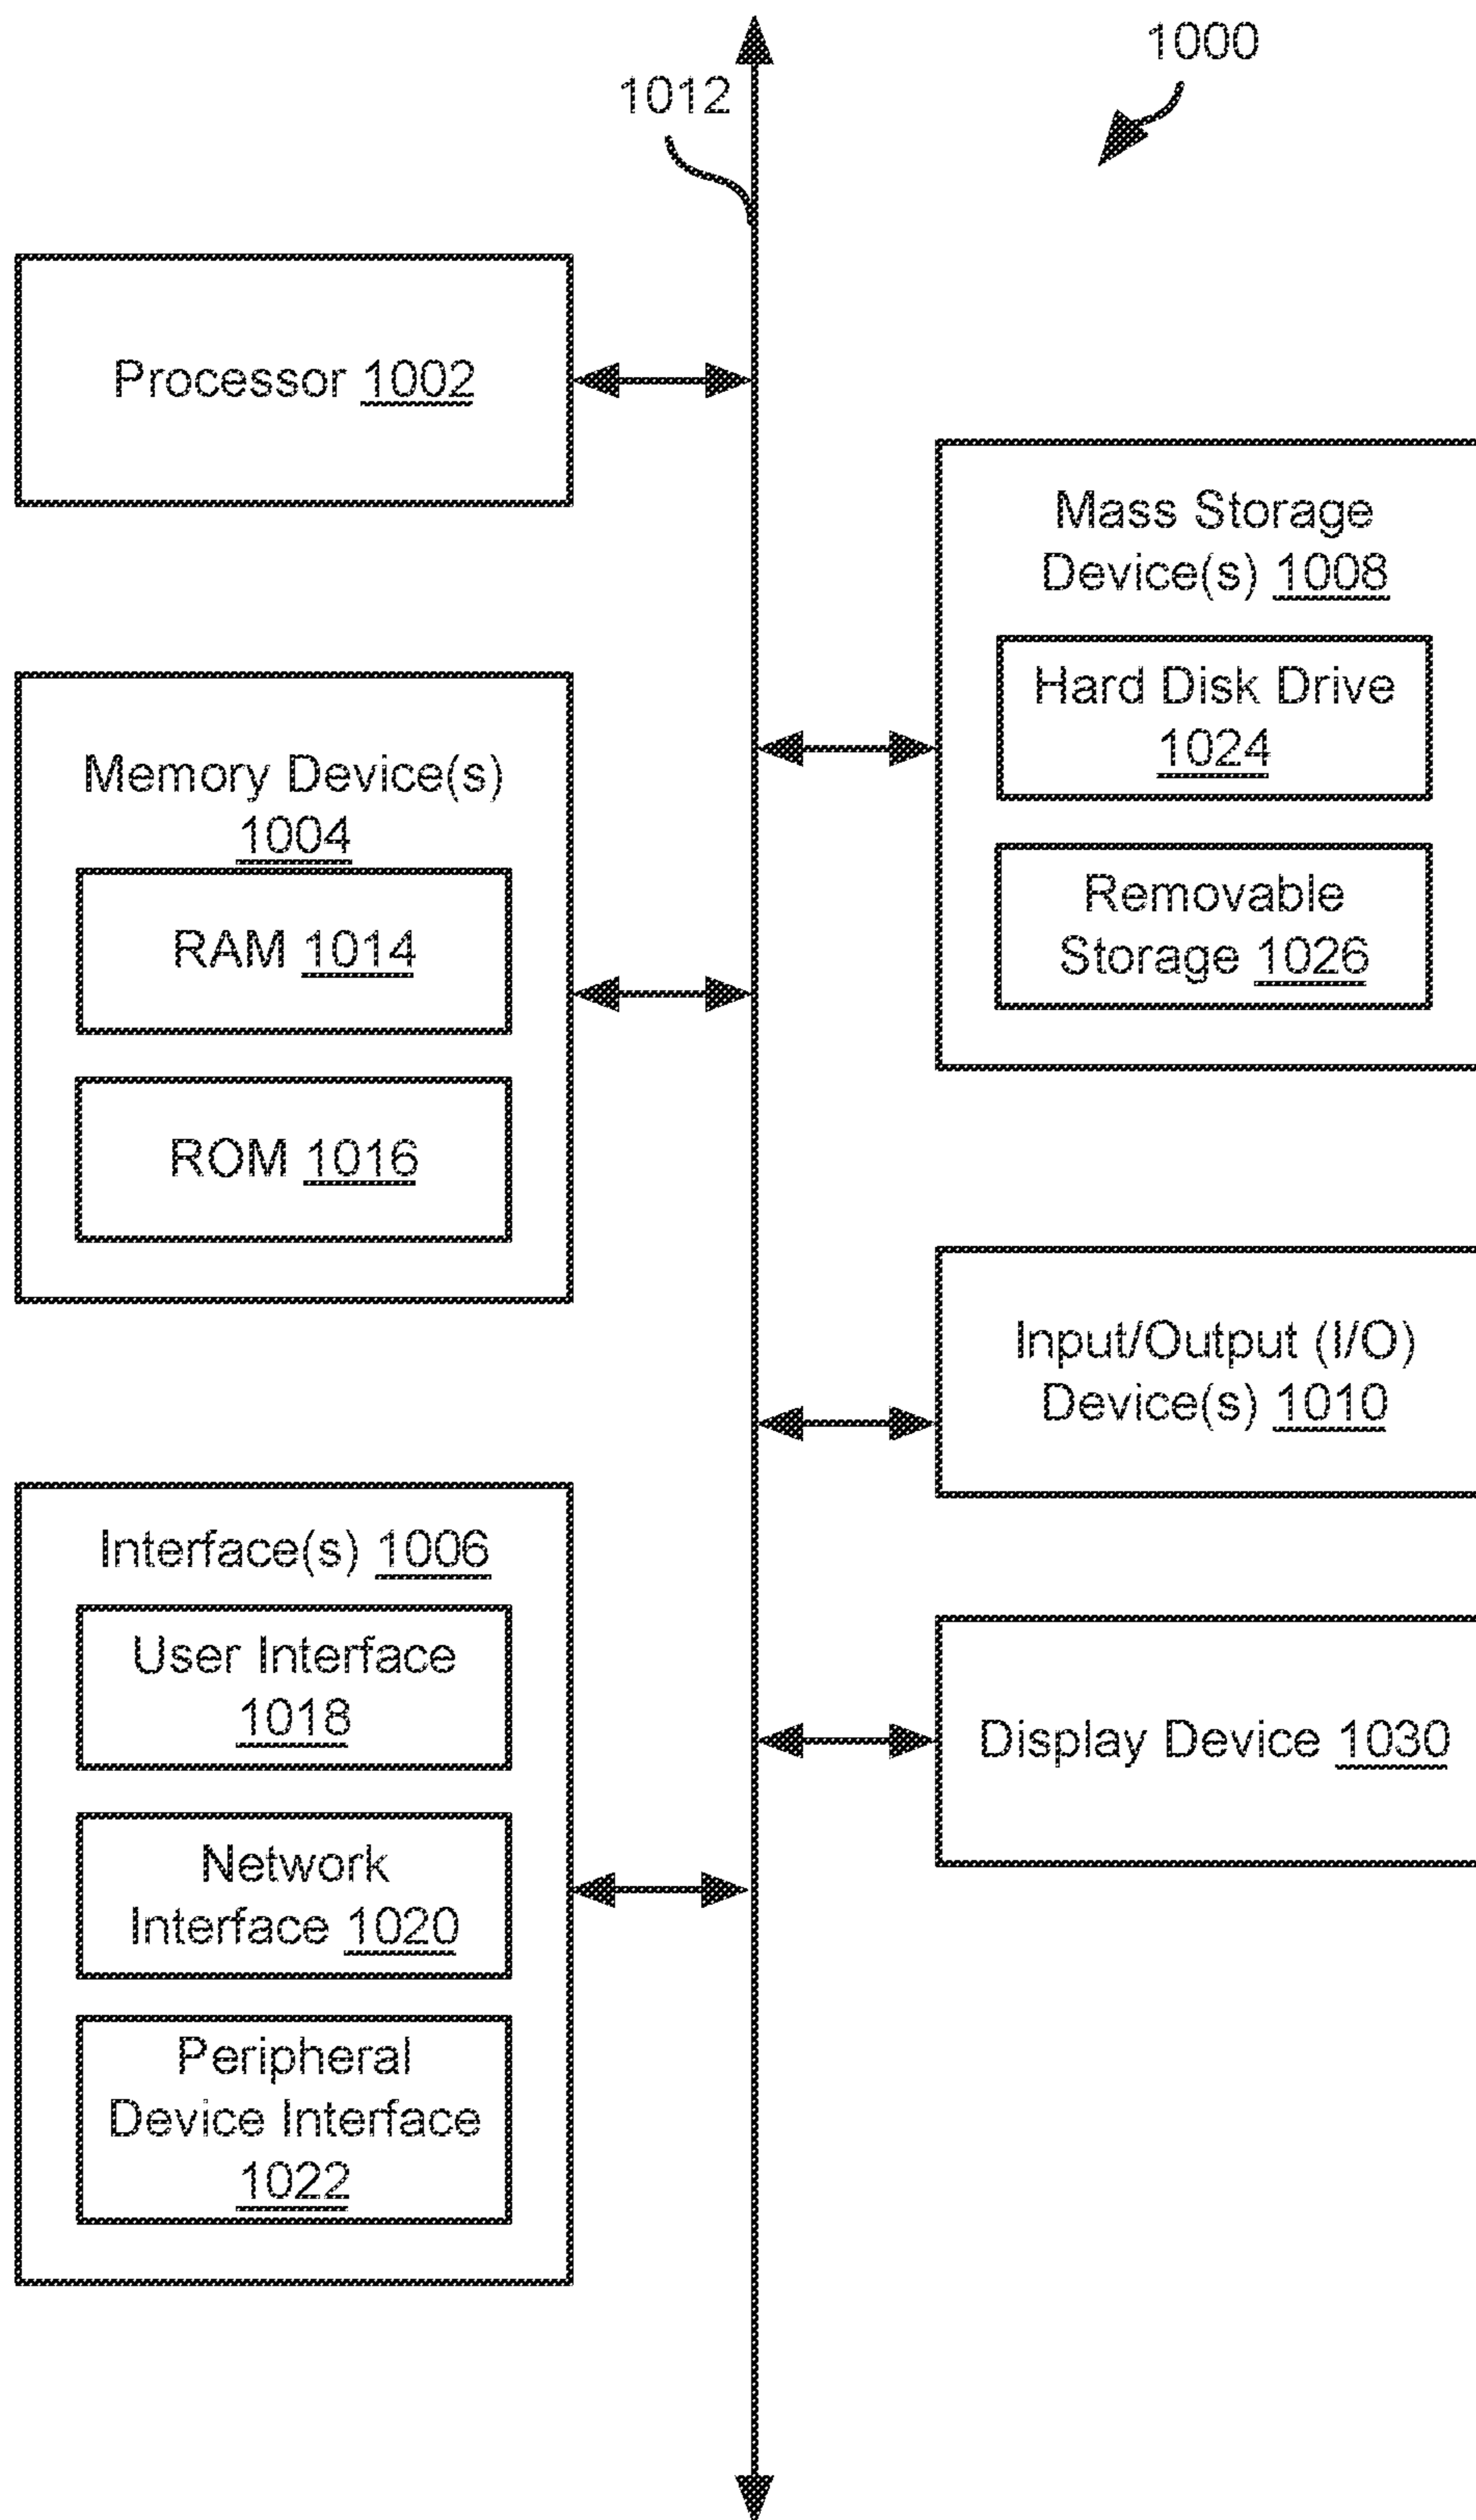 1000
1012
Processor 1002
Mass Storage
Device(s) 1008
Hard Disk Drive
1024
Removable
Storage 1026
Memory Device(s)
1004
RAM 1014
ROM 1016
Input/Output (I/O)
Device(s) 1010
Interface(s) 1006
User Interface
1018
Network
Interface 1020
Peripheral
Device Interface
1022
Display Device 1030